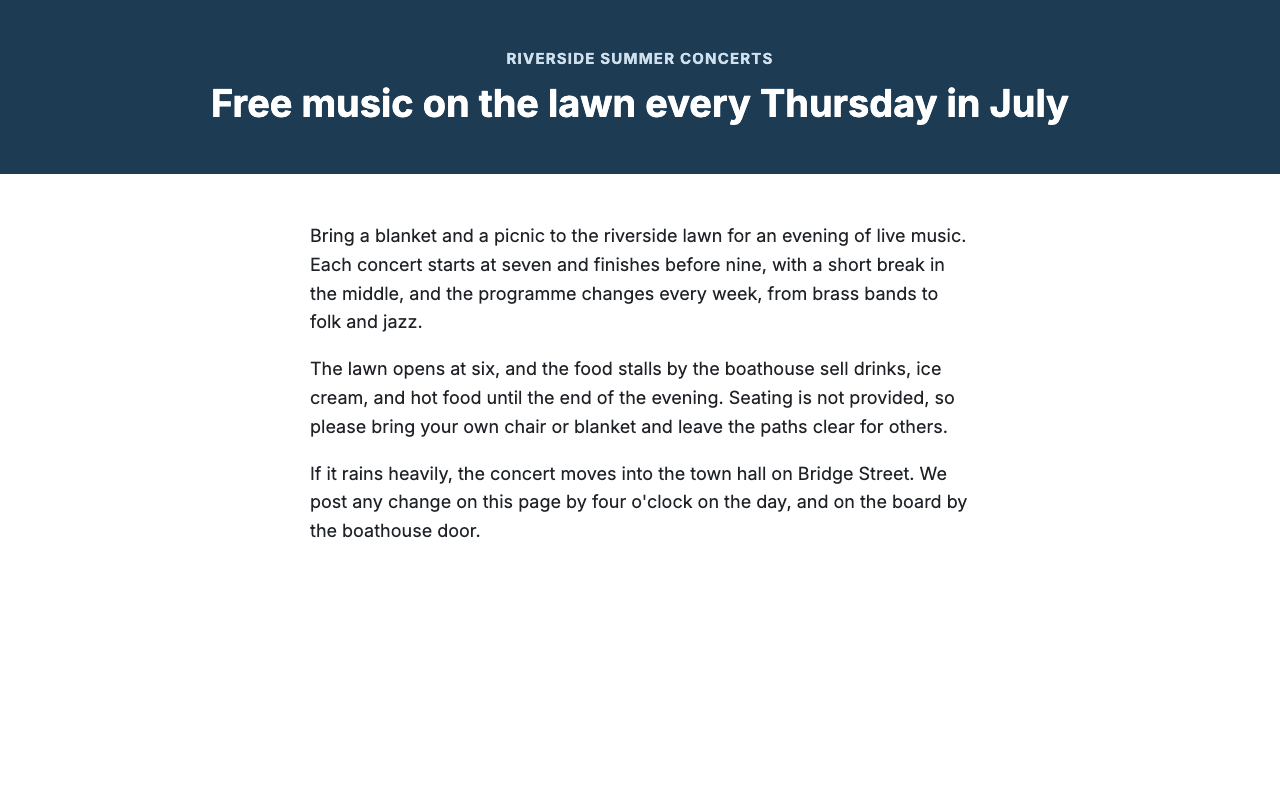 RIVERSIDE SUMMER CONCERTS
Free music on the lawn every Thursday in July
Bring a blanket and a picnic to the riverside lawn for an evening of live music.
Each concert starts at seven and finishes before nine, with a short break in
the middle, and the programme changes every week, from brass bands to
folk and jazz.
The lawn opens at six, and the food stalls by the boathouse sell drinks, ice
cream, and hot food until the end of the evening. Seating is not provided, so
please bring your own chair or blanket and leave the paths clear for others.
If it rains heavily, the concert moves into the town hall on Bridge Street. We
post any change on this page by four o'clock on the day, and on the board by
the boathouse door.